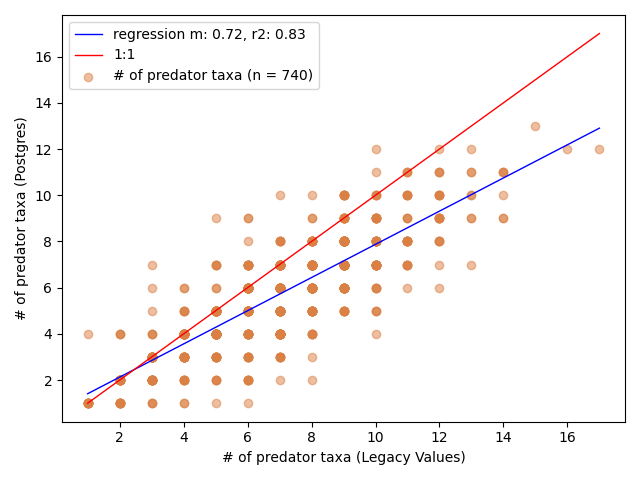 regression m: 0.72, r2: 0.83
1:1
# of predator taxa (n = 740)
16
14
12
10
8
6
4
2
# of predator taxa (Postgres)
2 4 6 8 10 12 14 16
# of predator taxa (Legacy Values)